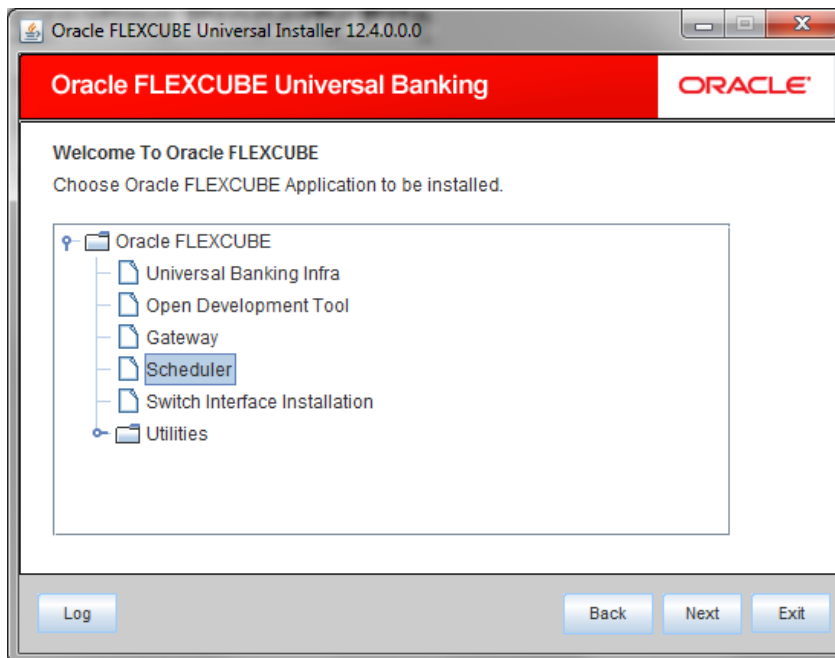 Oracle FLEXCUBE Universal Installer 12.4.0.0.0
Oracle FLEXCUBE Universal Banking
ORACLE
Welcome To Oracle FLEXCUBE
Choose Oracle FLEXCUBE Application to be installed.
Oracle FLEXCUBE
Universal Banking Infra
Open Development Tool
Gateway
Scheduler
Switch Interface Installation
Utilities
Log
Back
Next
Exit